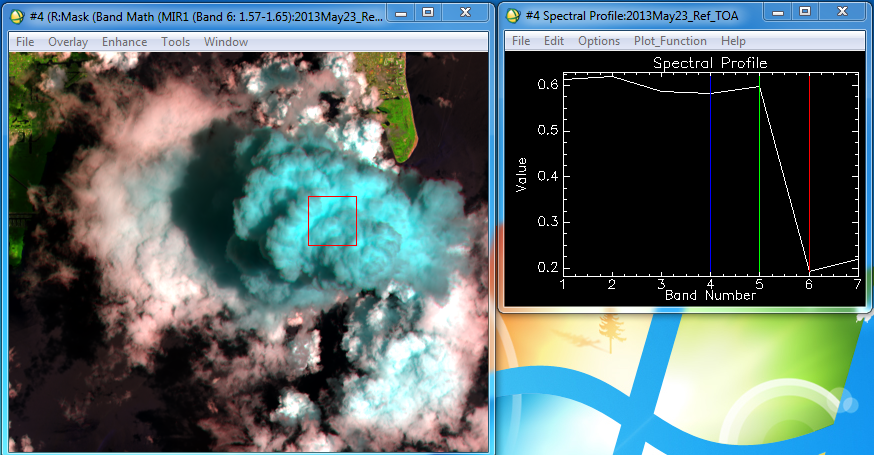 #4 (R:Mask (Band Math (MIR1 (Band 6: 1.57-1.65):2013May23_Re...
File Overlay Enhance Tools Window
#4 Spectral Profile:2013May23_Ref_TOA
File Edit Options Plot_Function Help
Spectral Profile
0.6
0.5
Value
0.4
0.3
0.2
1 2 3 4 5 6 7
Band Number